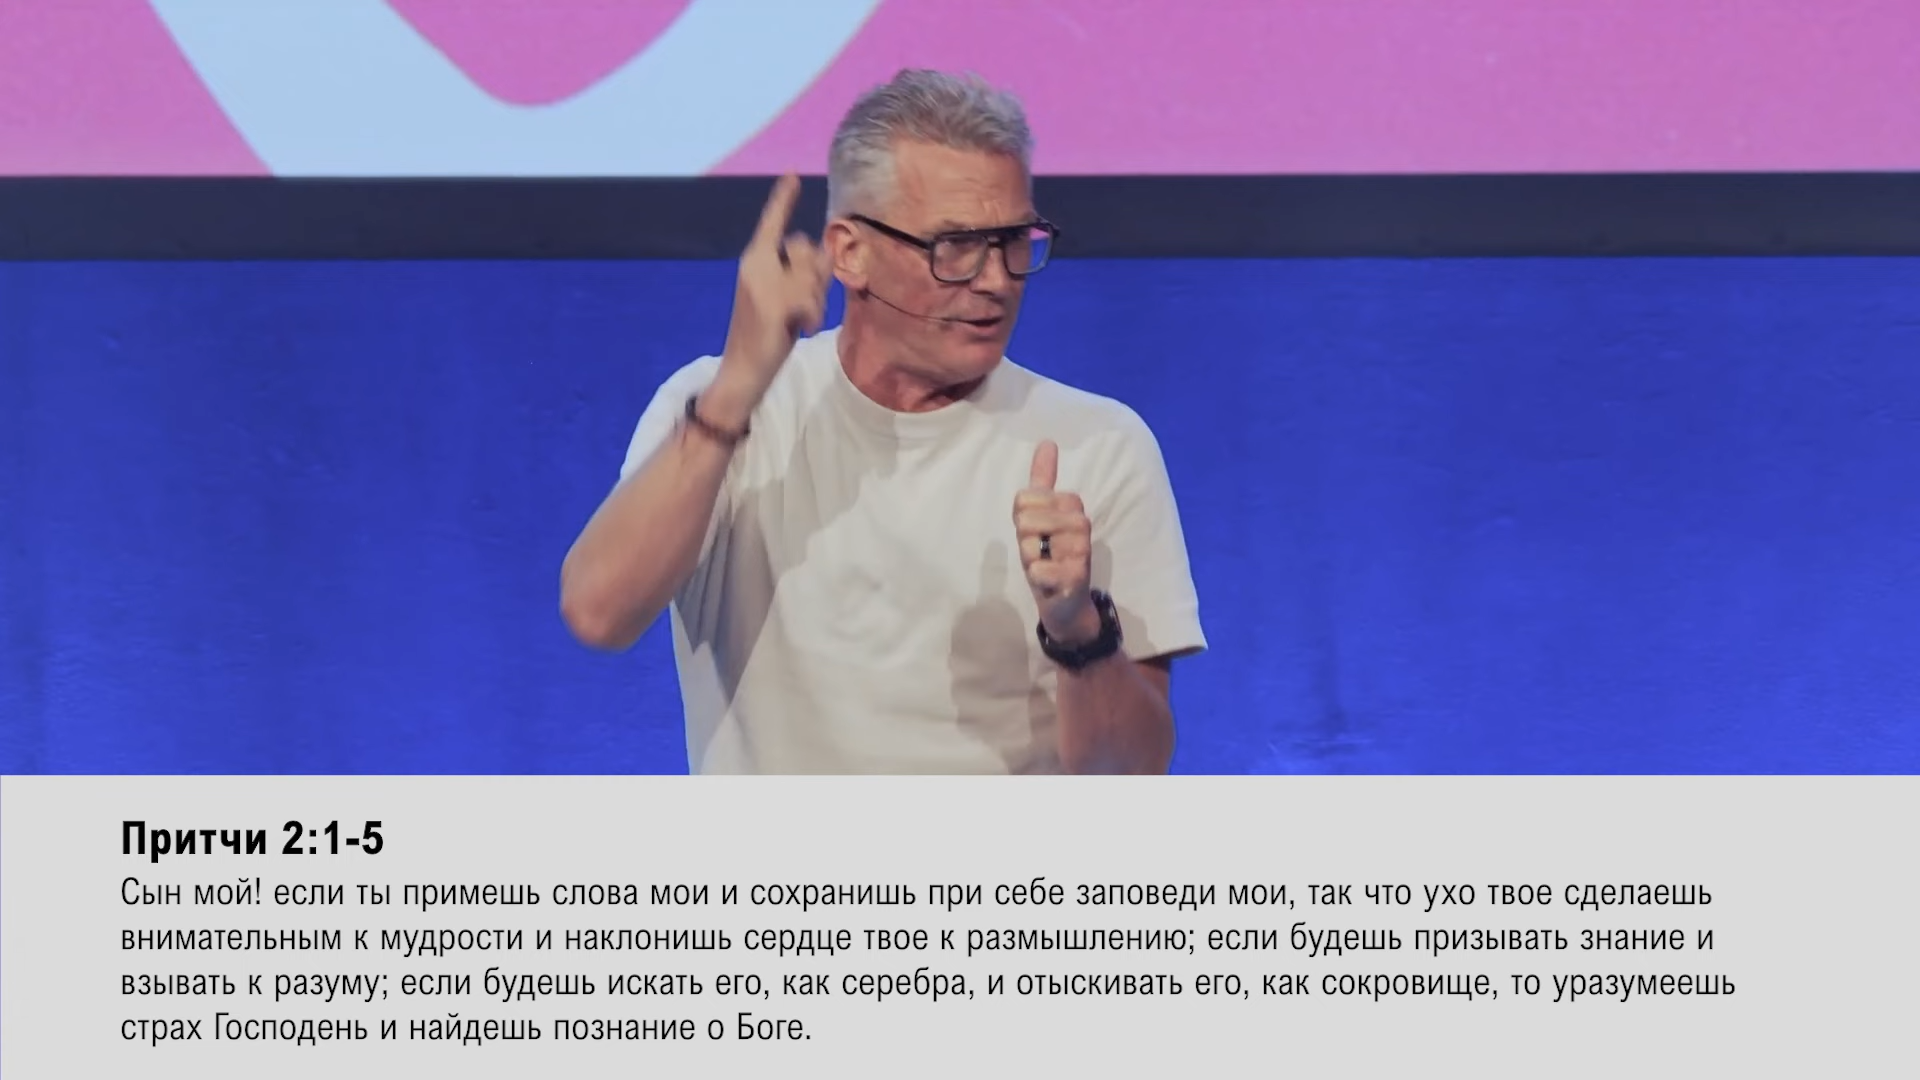 Притчи 2:1-5
Сын мой! если ты примешь слова мои и сохранишь при себе заповеди мои, так что ухо твое сделаешь
внимательным к мудрости и наклонишь сердце твое к размышлению; если будешь призывать знание и
взывать к разуму; если будешь искать его, как серебра, и отыскивать его, как сокровище, то уразумеешь
страх Господень и найдешь познание о Боге.